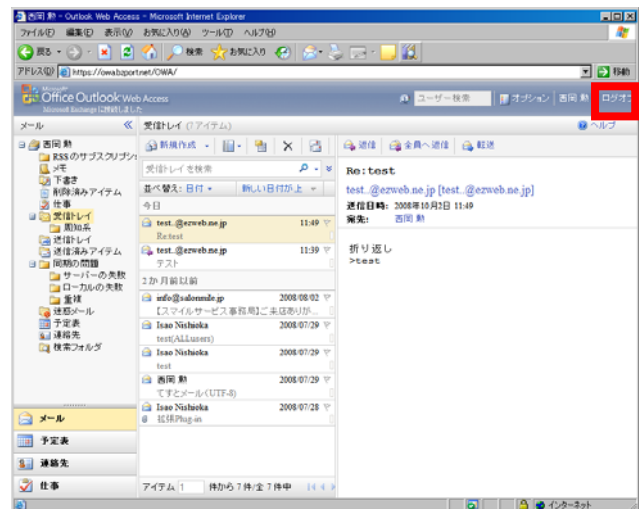 西岡 勲 - Outlook Web Access - Microsoft Internet Explorer
ファイル(F) 編集(E) 表示(V) お気に入り(A) ツール(T) ヘルプ(H)
戻る 検索 お気に入り
アドレス(D) https://owabzport.net/OWA/ 移動
Microsoft
Office Outlook Web Access
ユーザー検索 オプション 西岡 勲 ログオフ
メール 受信トレイ (7 アイテム) ヘルプ
西岡 勲
RSS のサブスクリプシ
メモ
下書き
削除済みアイテム
仕事
受信トレイ
周知系
送信トレイ
送信済みアイテム
同期の問題
サーバーの失敗
ローカルの失敗
重複
迷惑メール
予定表
連絡先
検索フォルダ
メール
予定表
連絡先
仕事
新規作成
受信トレイ を検索
並べ替え: 日付 新しい日付が上
今日
test..@ezweb.ne.jp 11:49
Re:test
test..@ezweb.ne.jp 11:39
テスト
2 か月前以前
info@salonmile.jp 2008/08/02
【スマイルサービス事務局】ご来店ありが...
Isao Nishioka 2008/07/29
test(ALLusers)
Isao Nishioka 2008/07/29
test
西岡 勲 2008/07/29
てすとメール(UTF-8)
Isao Nishioka 2008/07/28
拡張Plug-in
アイテム 1 件から 7 件/全 7 件中
返信 全員へ返信 転送
Re:test
test..@ezweb.ne.jp [test..@ezweb.ne.jp]
送信日時: 2008年10月2日 11:49
宛先: 西岡 勲
折り返し
>test
インターネット